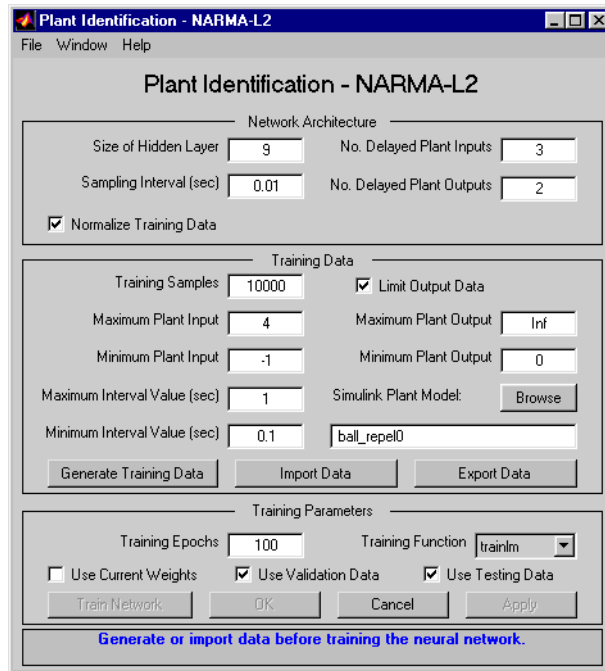 Plant Identification - NARMA-L2
File Window Help
Plant Identification - NARMA-L2
Network Architecture
Size of Hidden Layer 9 No. Delayed Plant Inputs 3
Sampling Interval (sec) 0.01 No. Delayed Plant Outputs 2
Normalize Training Data
Training Data
Training Samples 10000 Limit Output Data
Maximum Plant Input 4 Maximum Plant Output Inf
Minimum Plant Input -1 Minimum Plant Output 0
Maximum Interval Value (sec) 1 Simulink Plant Model: Browse
Minimum Interval Value (sec) 0.1 ball_repel0
Generate Training Data Import Data Export Data
Training Parameters
Training Epochs 100 Training Function trainlm
Use Current Weights Use Validation Data Use Testing Data
Train Network OK Cancel Apply
Generate or import data before training the neural network.